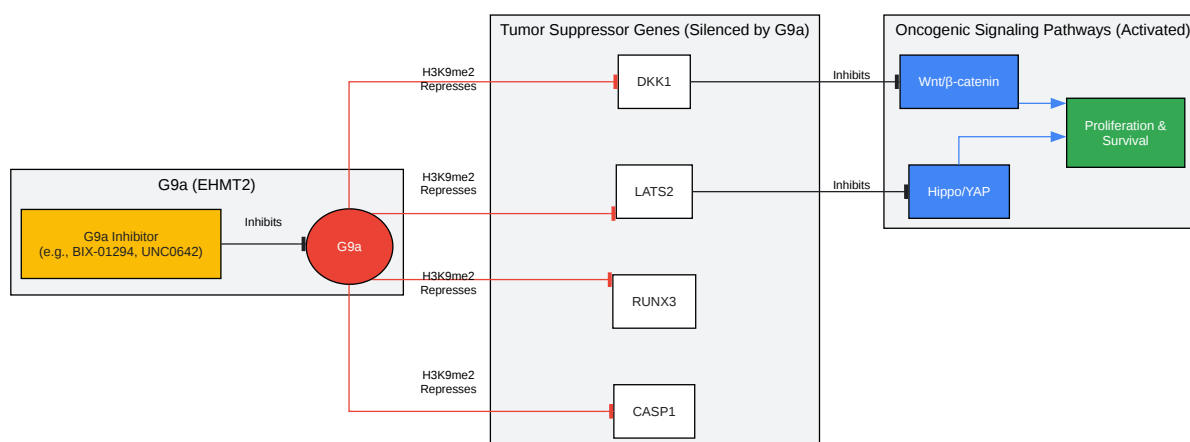 Tumor Suppressor Genes (Silenced by G9a)
Oncogenic Signaling Pathways (Activated)
H3K9me2
Represses
DKK1
Inhibits
Wnt/β-catenin
Proliferation &
Survival
G9a (EHMT2)
H3K9me2
Represses
LATS2
Inhibits
Hippo/YAP
G9a Inhibitor
(e.g., BIX-01294, UNC0642)
Inhibits
G9a
H3K9me2
Represses
RUNX3
H3K9me2
Represses
CASP1